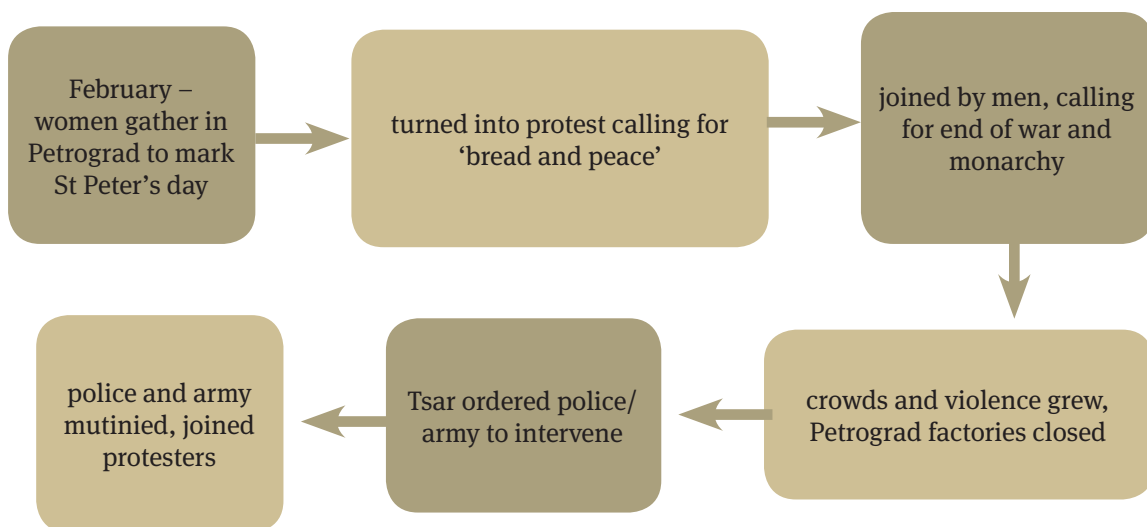 February –
women gather in
Petrograd to mark
St Peter’s day
turned into protest calling for
‘bread and peace’
joined by men, calling
for end of war and
monarchy
crowds and violence grew,
Petrograd factories closed
Tsar ordered police/
army to intervene
police and army
mutinied, joined
protesters